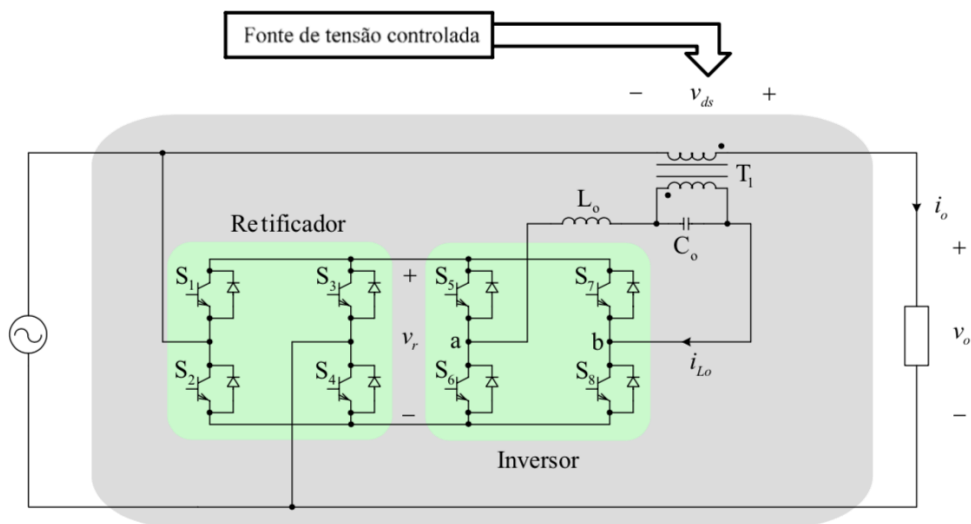 Fonte de tensão controlada
− v_ds +
T_1
L_o
C_o
i_o
Retificador
S_1
S_3
+
S_5
S_7
+
v_r
a
b
v_o
S_2
S_4
S_6
S_8
i_Lo
−
−
Inversor